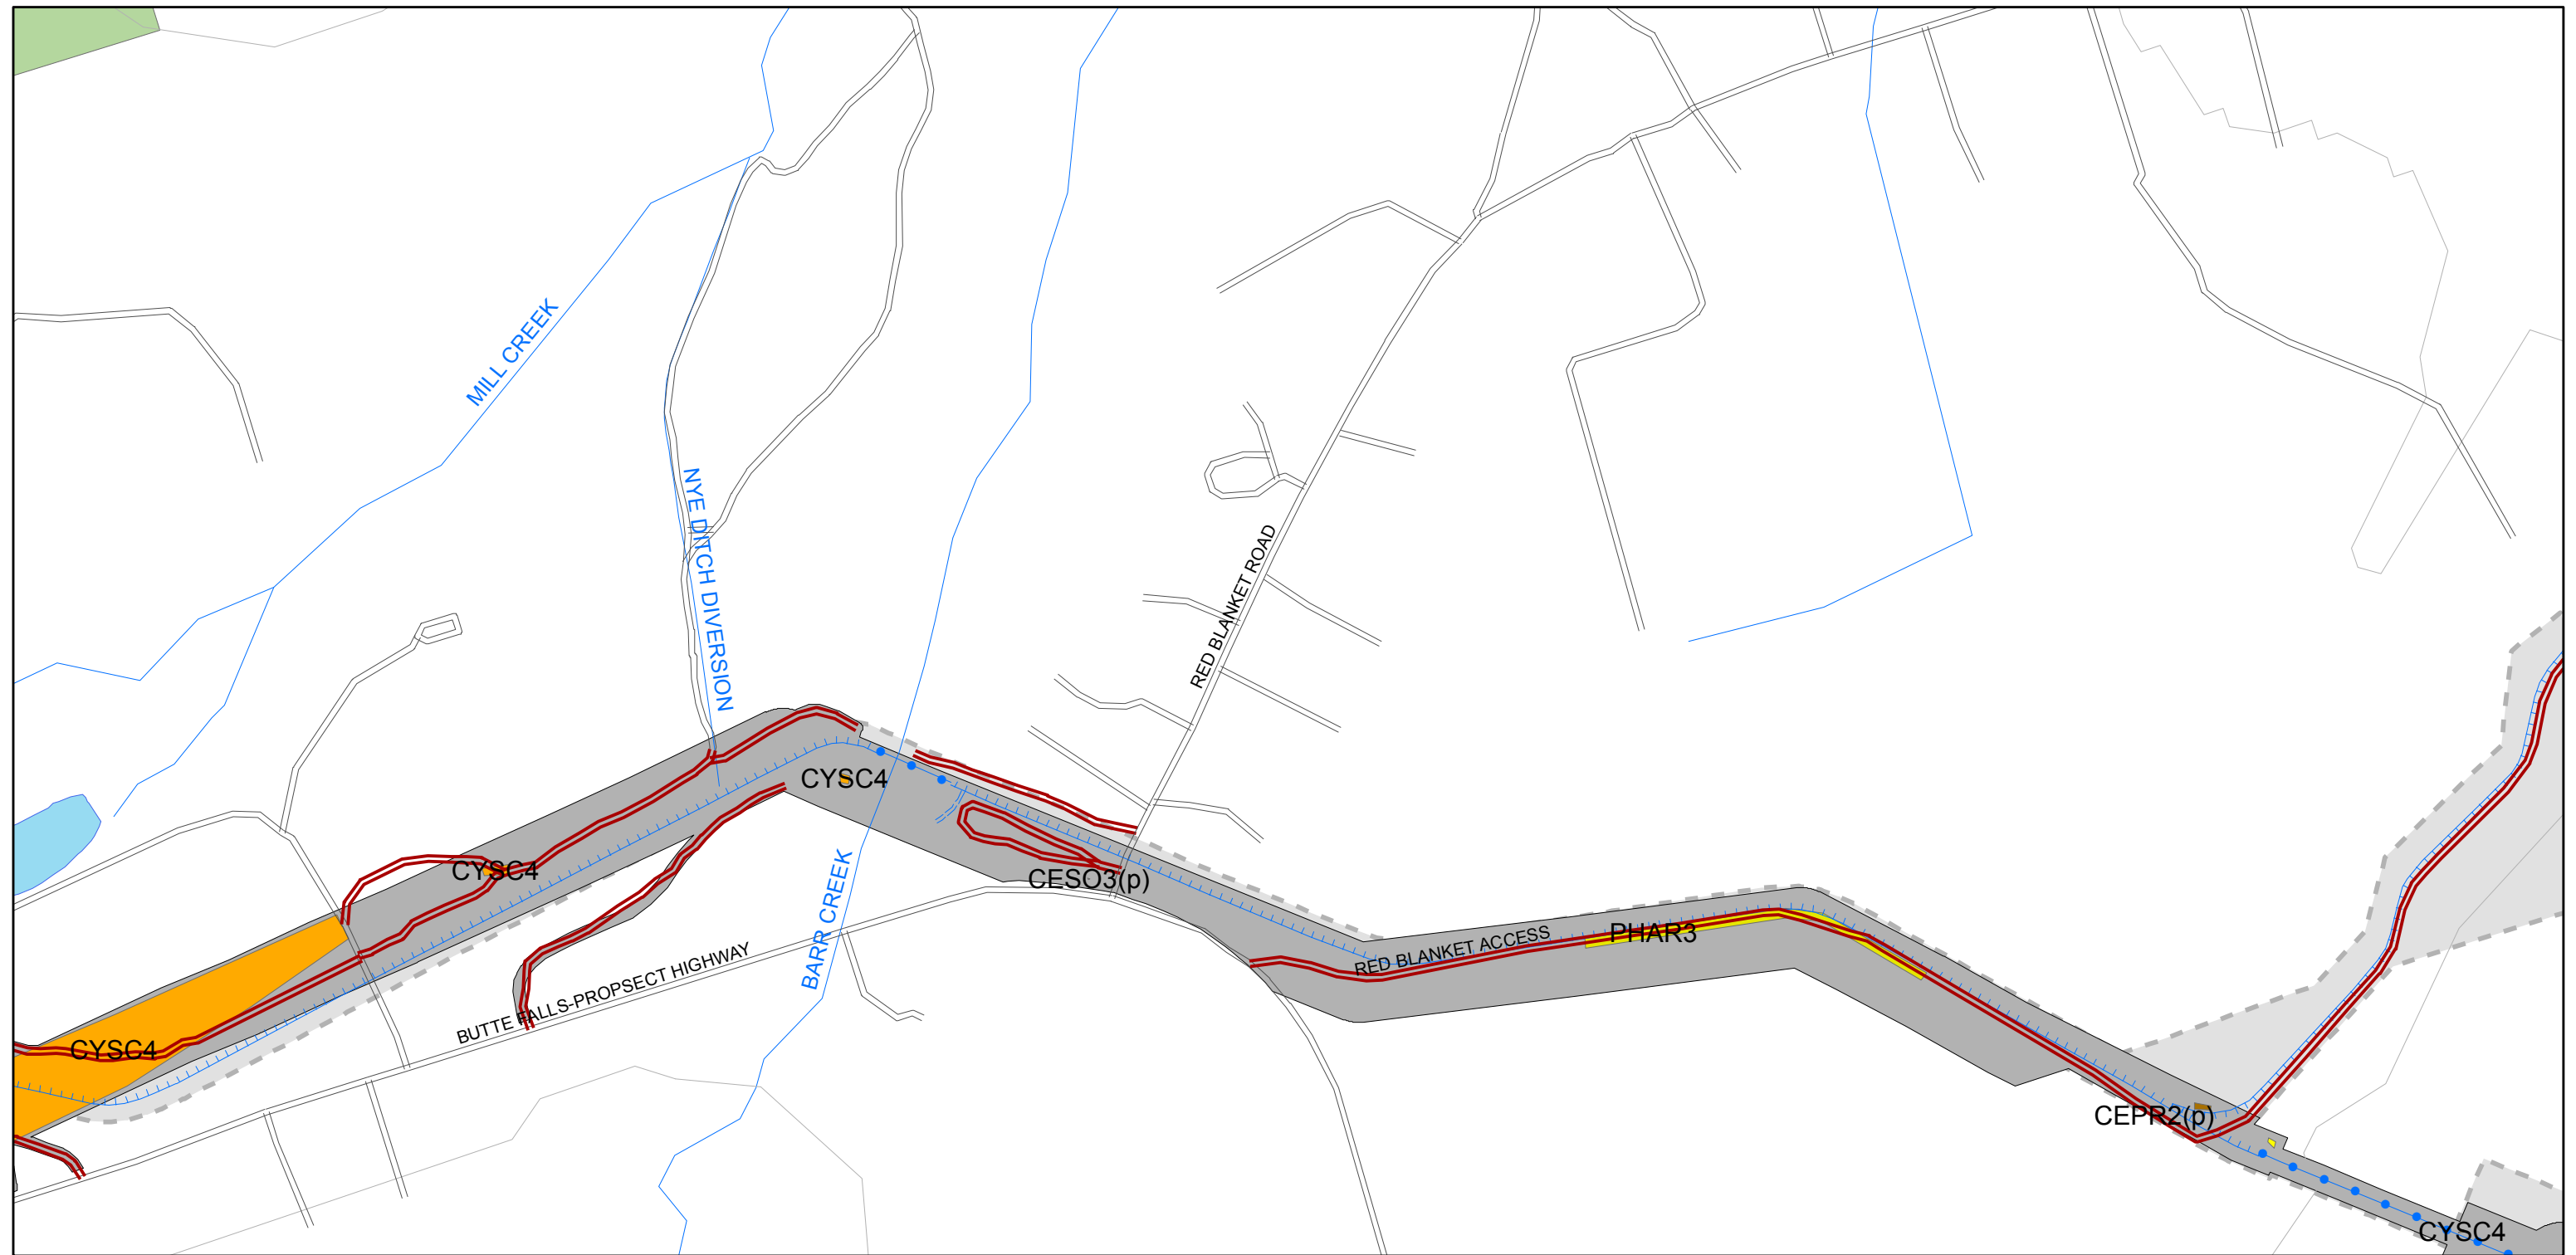 MILL CREEK
NYE DITCH DIVERSION
RED BLANKET ROAD
CYSC4
CYSC4
CESO3(p)
BARR CREEK
PHAR3
RED BLANKET ACCESS
BUTTE FALLS-PROPSECT HIGHWAY
CYSC4
CEPR2(p)
CYSC4